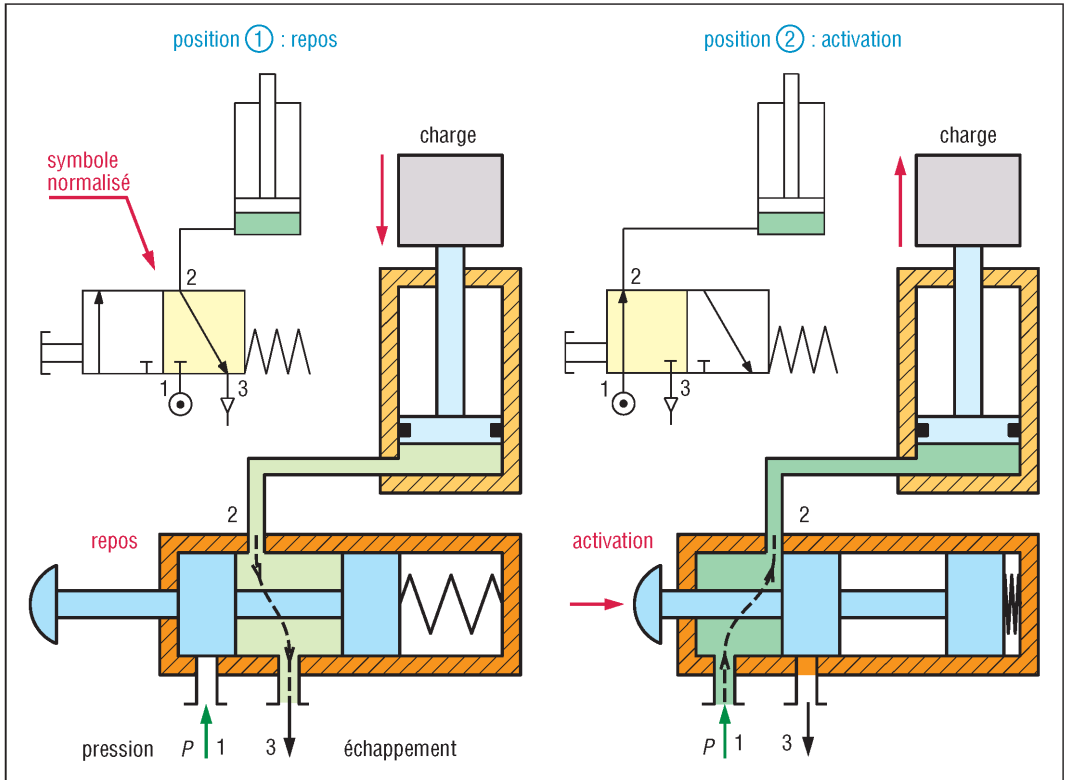 position 1 : repos
position 2 : activation
symbole
normalisé
charge
charge
2
1
3
2
1
3
repos
2
activation
2
pression P 1
3 échappement
P 1
3